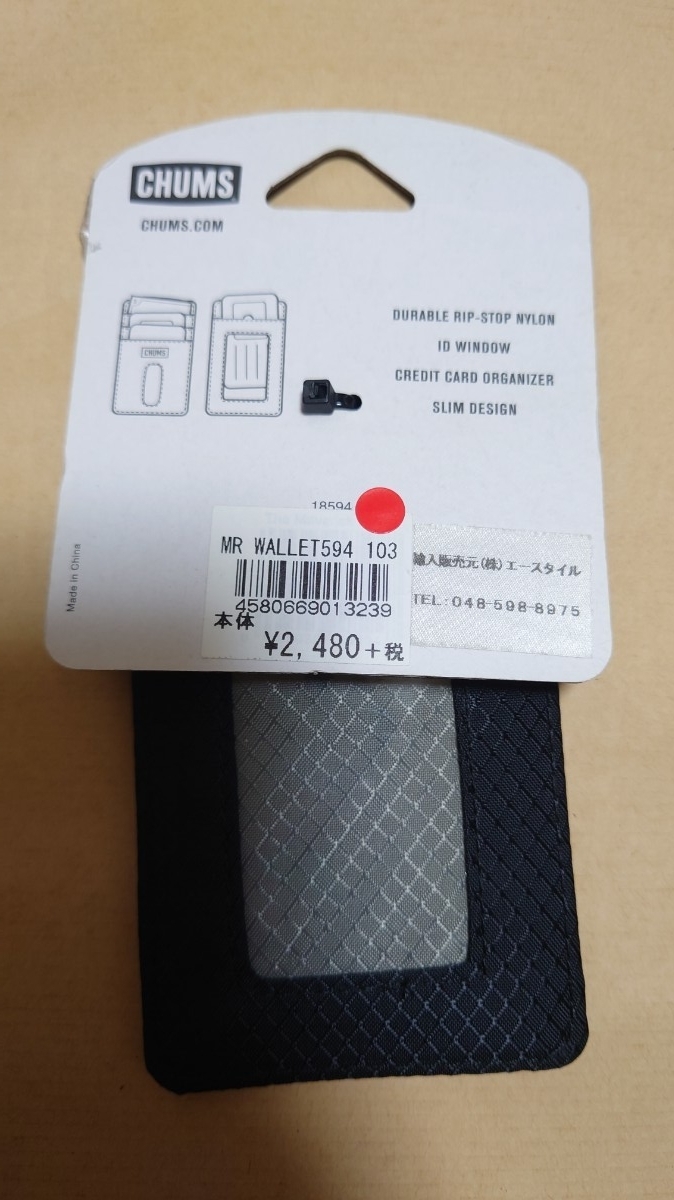 CHUMS
CHUMS.COM
CHUMS
DURABLE RIP-STOP NYLON
ID WINDOW
CREDIT CARD ORGANIZER
SLIM DESIGN
18594
MR WALLET594 103
4580669013239
本体
¥2,480+税
輸入販売元(株)エースタイル
TEL:048-598-8975
Made in China